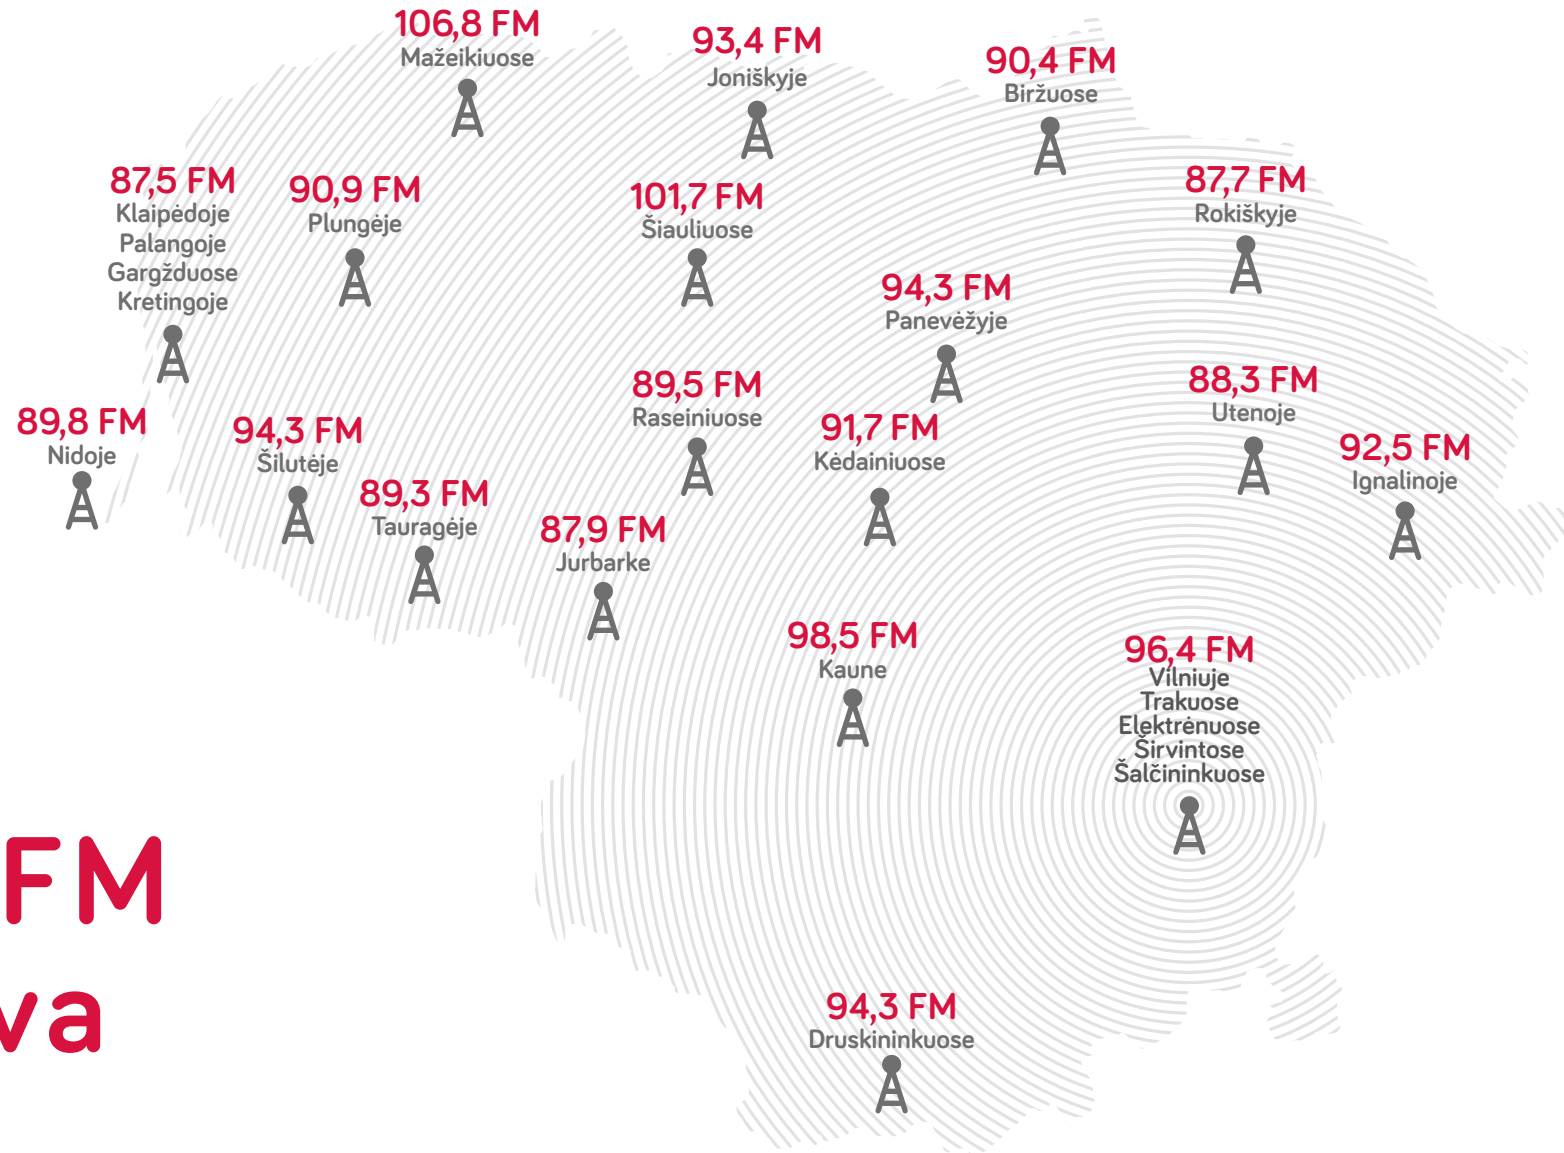 106,8 FM
Mažeikiuose
93,4 FM
Joniškyje
90,4 FM
Biržuose
87,5 FM
Klaipėdoje
Palangoje
Gargžduose
Kretingoje
90,9 FM
Plungėje
101,7 FM
Šiauliuose
87,7 FM
Rokiškyje
94,3 FM
Panevėžyje
89,8 FM
Nidoje
94,3 FM
Šilutėje
89,3 FM
Tauragėje
89,5 FM
Raseiniuose
91,7 FM
Kėdainiuose
88,3 FM
Utenoje
92,5 FM
Ignalinoje
87,9 FM
Jurbarke
98,5 FM
Kaune
96,4 FM
Vilniuje
Trakuose
Elektrėnuose
Širvintose
Šalčininkuose
FM
va
94,3 FM
Druskininkuose